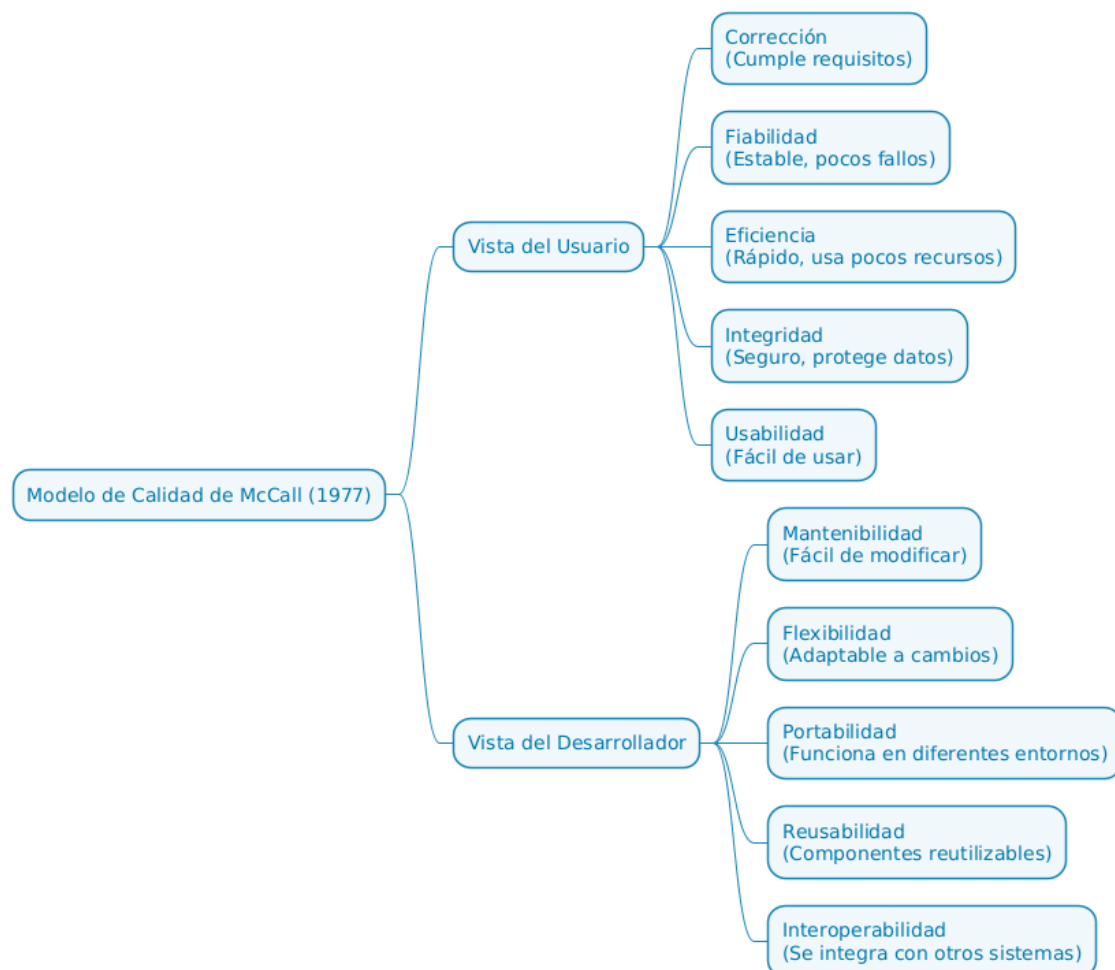 Modelo de Calidad de McCall (1977)
Vista del Usuario
Corrección
(Cumple requisitos)
Fiabilidad
(Estable, pocos fallos)
Eficiencia
(Rápido, usa pocos recursos)
Integridad
(Seguro, protege datos)
Usabilidad
(Fácil de usar)
Vista del Desarrollador
Mantenibilidad
(Fácil de modificar)
Flexibilidad
(Adaptable a cambios)
Portabilidad
(Funciona en diferentes entornos)
Reusabilidad
(Componentes reutilizables)
Interoperabilidad
(Se integra con otros sistemas)